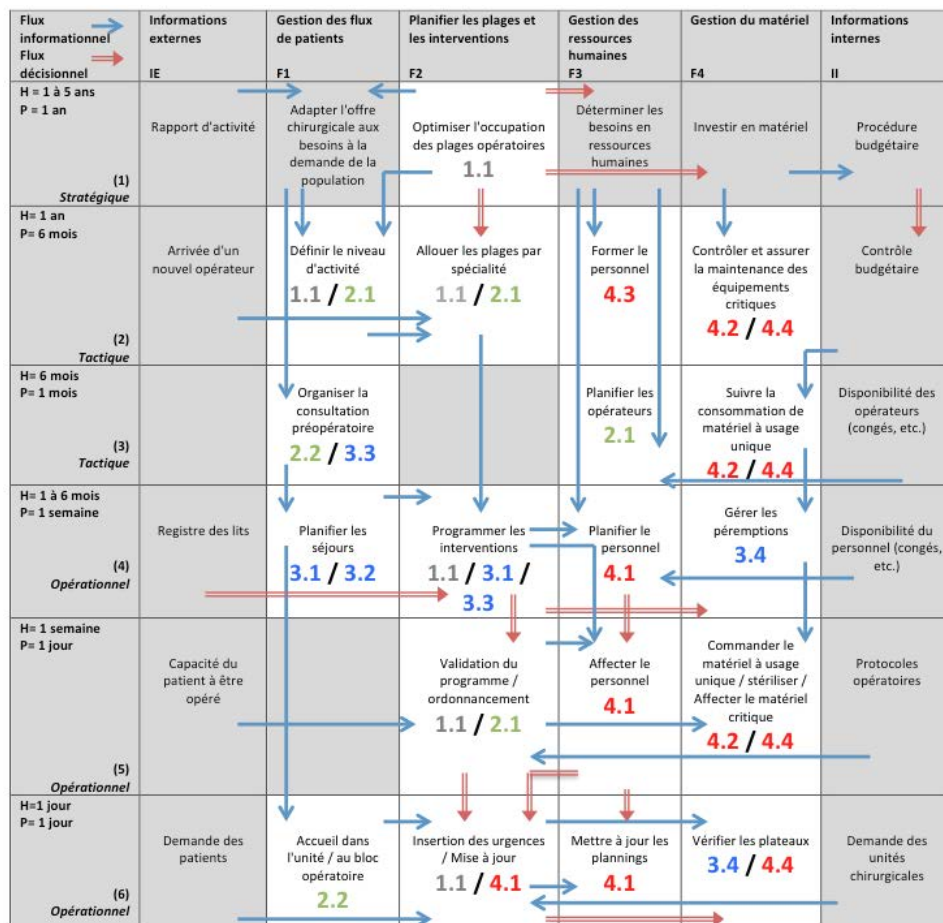 Flux
informationnel
Flux
décisionnel
Informations
externes
IE
Gestion des flux
de patients
F1
Planifier les plages et
les interventions
F2
Gestion des
ressources
humaines
F3
Gestion du matériel
F4
Informations
internes
II
H = 1 à 5 ans
P = 1 an
(1)
Stratégique
Rapport d'activité
Adapter l'offre
chirurgicale aux
besoins à la
demande de la
population
Optimiser l'occupation
des plages opératoires
1.1
Déterminer les
besoins en
ressources
humaines
Investir en matériel
Procédure
budgétaire
H= 1 an
P= 6 mois
(2)
Tactique
Arrivée d'un
nouvel opérateur
Définir le niveau
d'activité
1.1 / 2.1
Allouer les plages par
spécialité
1.1 / 2.1
Former le
personnel
4.3
Contrôler et assurer
la maintenance des
équipements
critiques
4.2 / 4.4
Contrôle
budgétaire
H= 6 mois
P= 1 mois
(3)
Tactique
Organiser la
consultation
préopératoire
2.2 / 3.3
Planifier les
opérateurs
2.1
Suivre la
consommation de
matériel à usage
unique
4.2 / 4.4
Disponibilité des
opérateurs
(congés, etc.)
H= 1 à 6 mois
P= 1 semaine
(4)
Opérationnel
Registre des lits
Planifier les
séjours
3.1 / 3.2
Programmer les
interventions
1.1 / 3.1 /
3.3
Planifier le
personnel
4.1
Gérer les
péremptions
3.4
Disponibilité du
personnel (congés,
etc.)
H= 1 semaine
P= 1 jour
(5)
Opérationnel
Capacité du
patient à être
opéré
Validation du
programme /
ordonnancement
1.1 / 2.1
Affecter le
personnel
4.1
Commander le
matériel à usage
unique / stériliser /
Affecter le matériel
critique
4.2 / 4.4
Protocoles
opératoires
H=1 jour
P= 1 jour
(6)
Opérationnel
Demande des
patients
Accueil dans
l'unité / au bloc
opératoire
2.2
Insertion des urgences
/ Mise à jour
1.1 / 4.1
Mettre à jour les
plannings
4.1
Vérifier les plateaux
3.4 / 4.4
Demande des
unités
chirurgicales